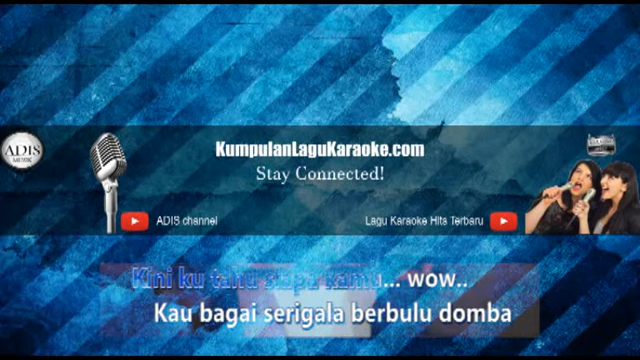 KumpulanLaguKaraoke.com
Stay Connected!
ADIS
MUSIK
ADIS channel
Lagu Karaoke Hits Terbaru
Kini ku tahu siapa kamu... wow..
Kau bagai serigala berbulu domba